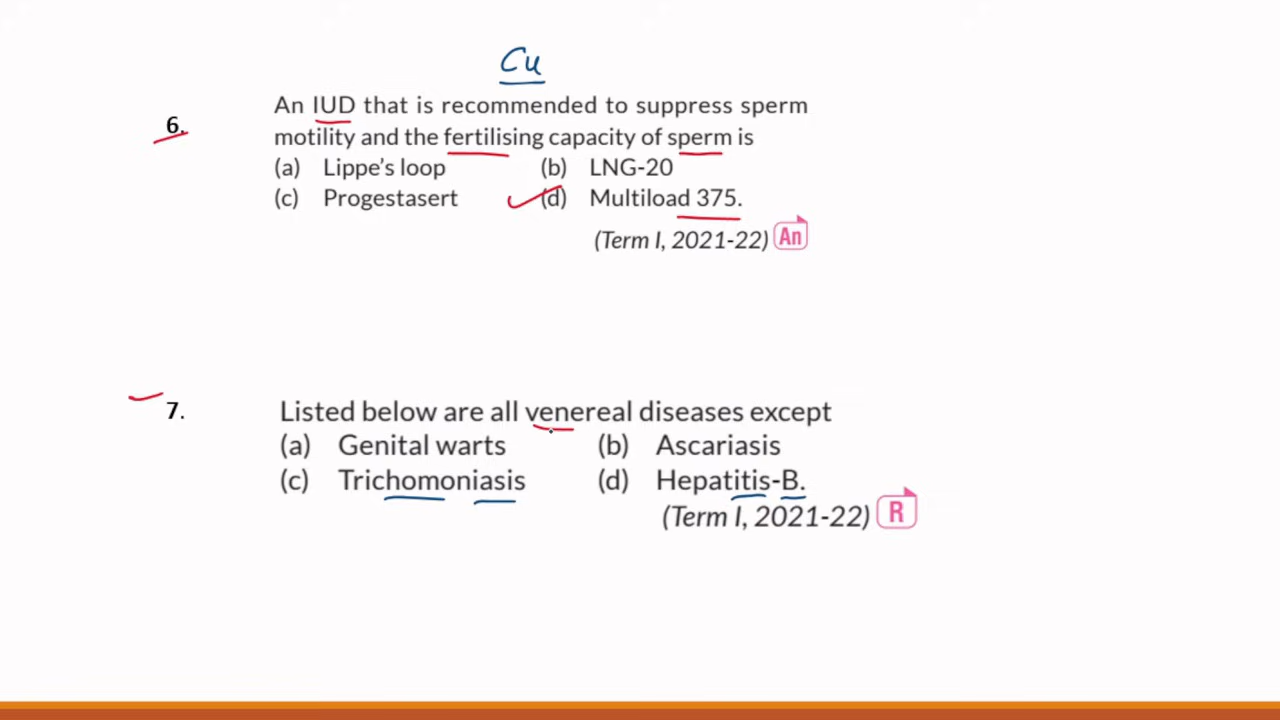 Cu
An IUD that is recommended to suppress sperm
6. motility and the fertilising capacity of sperm is
(a) Lippe's loop (b) LNG-20
(c) Progestasert (d) Multiload 375.
(Term I, 2021-22) An
7. Listed below are all venereal diseases except
(a) Genital warts (b) Ascariasis
(c) Trichomoniasis (d) Hepatitis-B.
(Term I, 2021-22) R